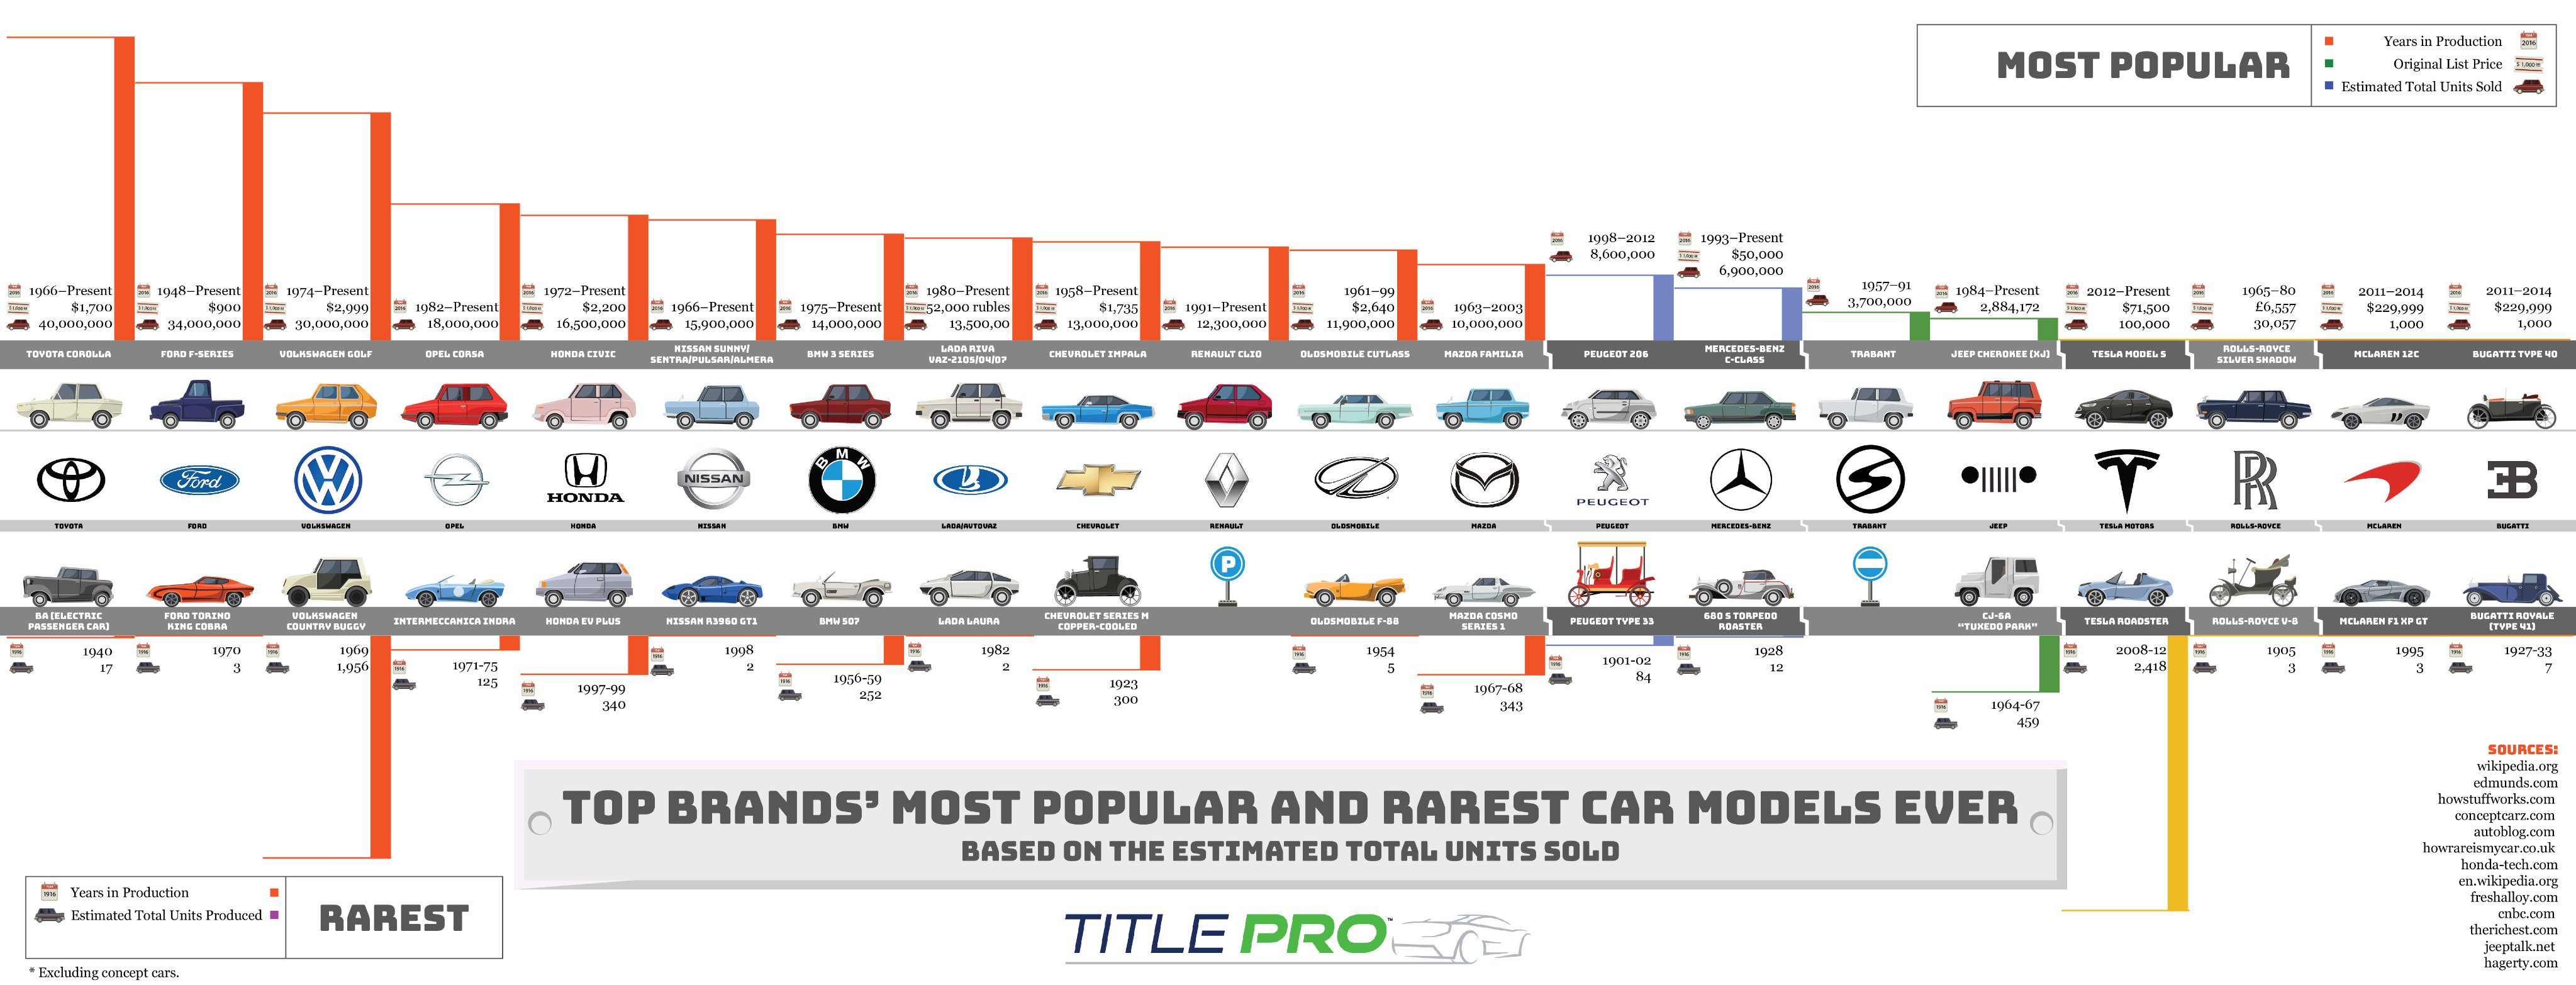 MOST POPULAR
Years in Production
Original List Price
Estimated Total Units Sold
1966–Present
$1,700
40,000,000
TOYOTA COROLLA
1948–Present
$900
34,000,000
FORD F-SERIES
1974–Present
$2,999
30,000,000
VOLKSWAGEN GOLF
1982–Present
18,000,000
OPEL CORSA
1972–Present
$2,200
16,500,000
HONDA CIVIC
1966–Present
15,900,000
NISSAN SUNNY/
SENTRA/PULSAR/ALMERA
1975–Present
14,000,000
BMW 3 SERIES
1980–Present
52,000 rubles
13,500,00
LADA RIVA
VAZ-2105/04/07
1958–Present
$1,735
13,000,000
CHEVROLET IMPALA
1991–Present
12,300,000
RENAULT CLIO
1961–99
$2,640
11,900,000
OLDSMOBILE CUTLASS
1963–2003
10,000,000
MAZDA FAMILIA
1998–2012
8,600,000
PEUGEOT 206
1993–Present
$50,000
6,900,000
MERCEDES-BENZ
C-CLASS
1957–91
3,700,000
TRABANT
1984–Present
2,884,172
JEEP CHEROKEE (XJ)
2012–Present
$71,500
100,000
TESLA MODEL S
1965–80
£6,557
30,057
ROLLS-ROYCE
SILVER SHADOW
2011–2014
$229,999
1,000
MCLAREN 12C
2011–2014
$229,999
1,000
BUGATTI TYPE 40
Ford
HONDA
NISSAN
BMW
PEUGEOT
TOYOTA
FORD
VOLKSWAGEN
OPEL
HONDA
NISSAN
BMW
LADA/AUTOVAZ
CHEVROLET
RENAULT
OLDSMOBILE
MAZDA
PEUGEOT
MERCEDES-BENZ
TRABANT
JEEP
TESLA MOTORS
ROLLS-ROYCE
MCLAREN
BUGATTI
P
BA (ELECTRIC
PASSENGER CAR)
1940
17
FORD TORINO
KING COBRA
1970
3
VOLKSWAGEN
COUNTRY BUGGY
1969
1,956
INTERMECCANICA INDRA
1971-75
125
HONDA EV PLUS
1997-99
340
NISSAN R3960 GT1
1998
2
BMW 507
1956-59
252
LADA LAURA
1982
2
CHEVROLET SERIES M
COPPER-COOLED
1923
300
OLDSMOBILE F-88
1954
5
MAZDA COSMO
SERIES 1
1967-68
343
PEUGEOT TYPE 33
1901-02
84
680 S TORPEDO
ROASTER
1928
12
CJ-6A
"TUXEDO PARK"
1964-67
459
TESLA ROADSTER
2008-12
2,418
ROLLS-ROYCE V-8
1905
3
MCLAREN F1 XP GT
1995
3
BUGATTI ROYALE
(TYPE 41)
1927-33
7
TOP BRANDS' MOST POPULAR AND RAREST CAR MODELS EVER
BASED ON THE ESTIMATED TOTAL UNITS SOLD
Years in Production
Estimated Total Units Produced
RAREST
* Excluding concept cars.
TITLE PRO™
SOURCES:
wikipedia.org
edmunds.com
howstuffworks.com
conceptcarz.com
autoblog.com
howrareismycar.co.uk
honda-tech.com
en.wikipedia.org
freshalloy.com
cnbc.com
therichest.com
jeeptalk.net
hagerty.com